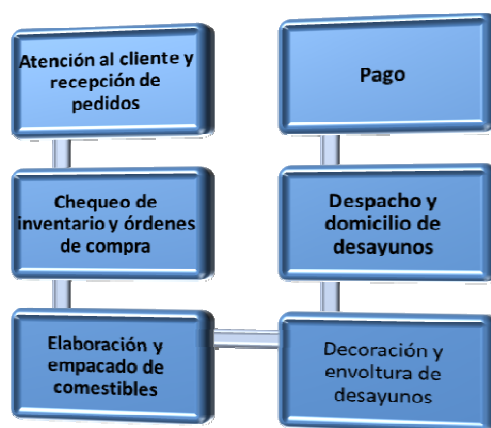 Atención al cliente y
recepción de
pedidos
Chequeo de
inventario y órdenes
de compra
Elaboración y
empacado de
comestibles
Decoración y
envoltura de
desayunos
Despacho y
domicilio de
desayunos
Pago